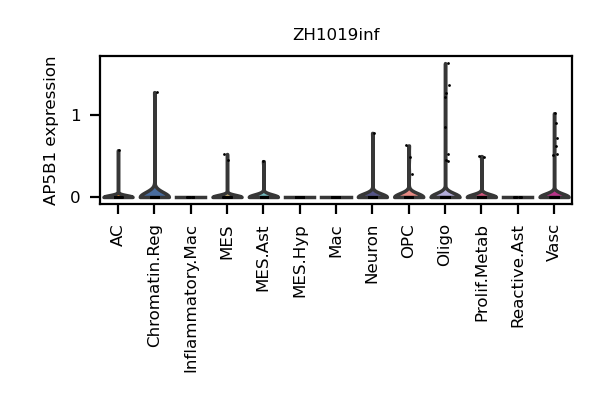 ZH1019inf
AP5B1 expression
1
0
AC
Chromatin.Reg
Inflammatory.Mac
MES
MES.Ast
MES.Hyp
Mac
Neuron
OPC
Oligo
Prolif.Metab
Reactive.Ast
Vasc